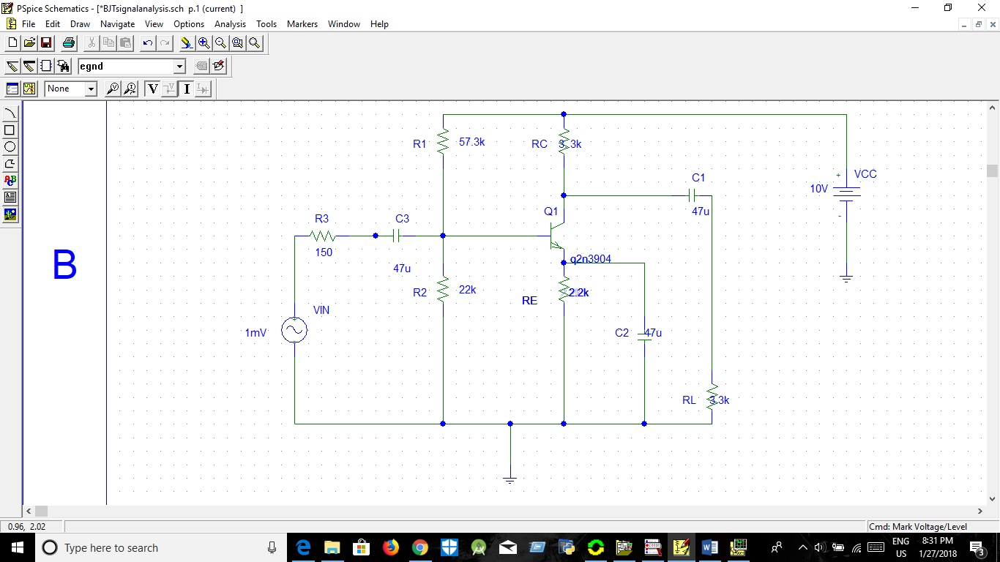 PSpice Schematics - [*BJTsignalanalysis.sch p.1 (current) ]
File Edit Draw Navigate View Options Analysis Tools Markers Window Help
egnd
None V I
ABC
B
R1 57.3k
RC 3.3k
C1
47u
VCC
10V
+
-
Q1
q2n3904
R3
150
C3
47u
R2 22k
RE 2.2k
VIN
1mV
C2 47u
RL 3.3k
0.96, 2.02 Cmd: Mark Voltage/Level
Type here to search
ENG
US
8:31 PM
1/27/2018
3